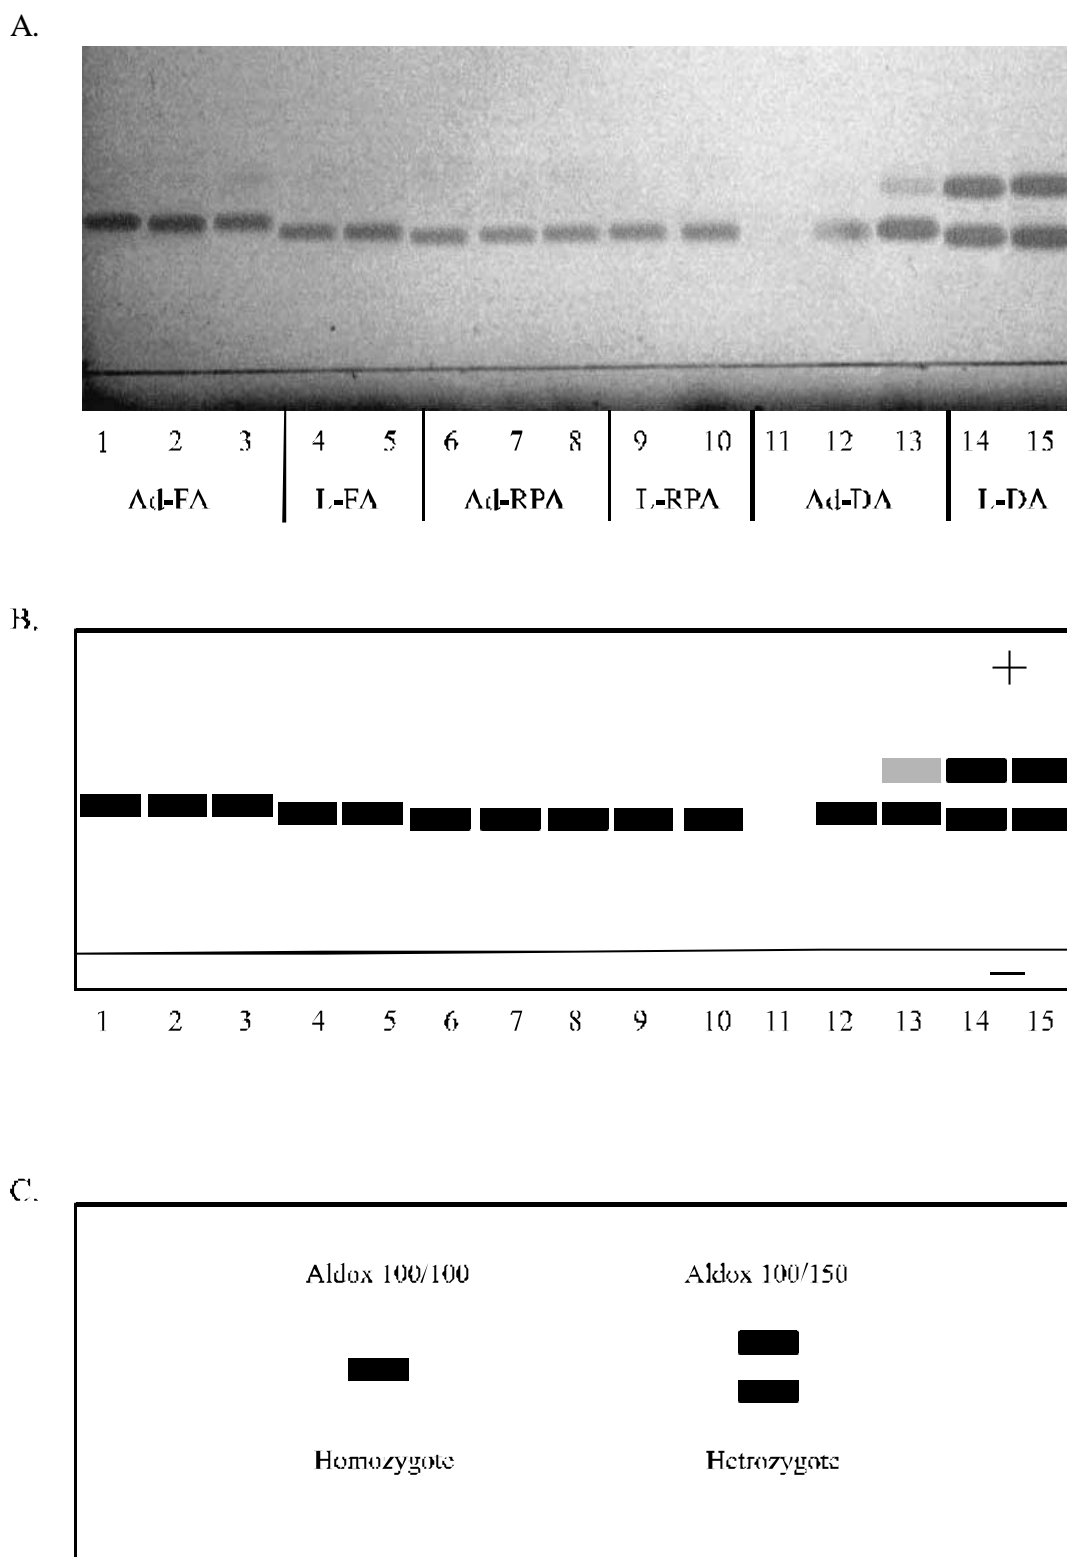 A.
1 2 3 4 5 6 7 8 9 10 11 12 13 14 15
Ad-FA L-FA Ad-RPA L-RPA Ad-DA L-DA
B.
+
—
1 2 3 4 5 6 7 8 9 10 11 12 13 14 15
C.
Aldox 100/100 Aldox 100/150
Homozygote Hetrozygote